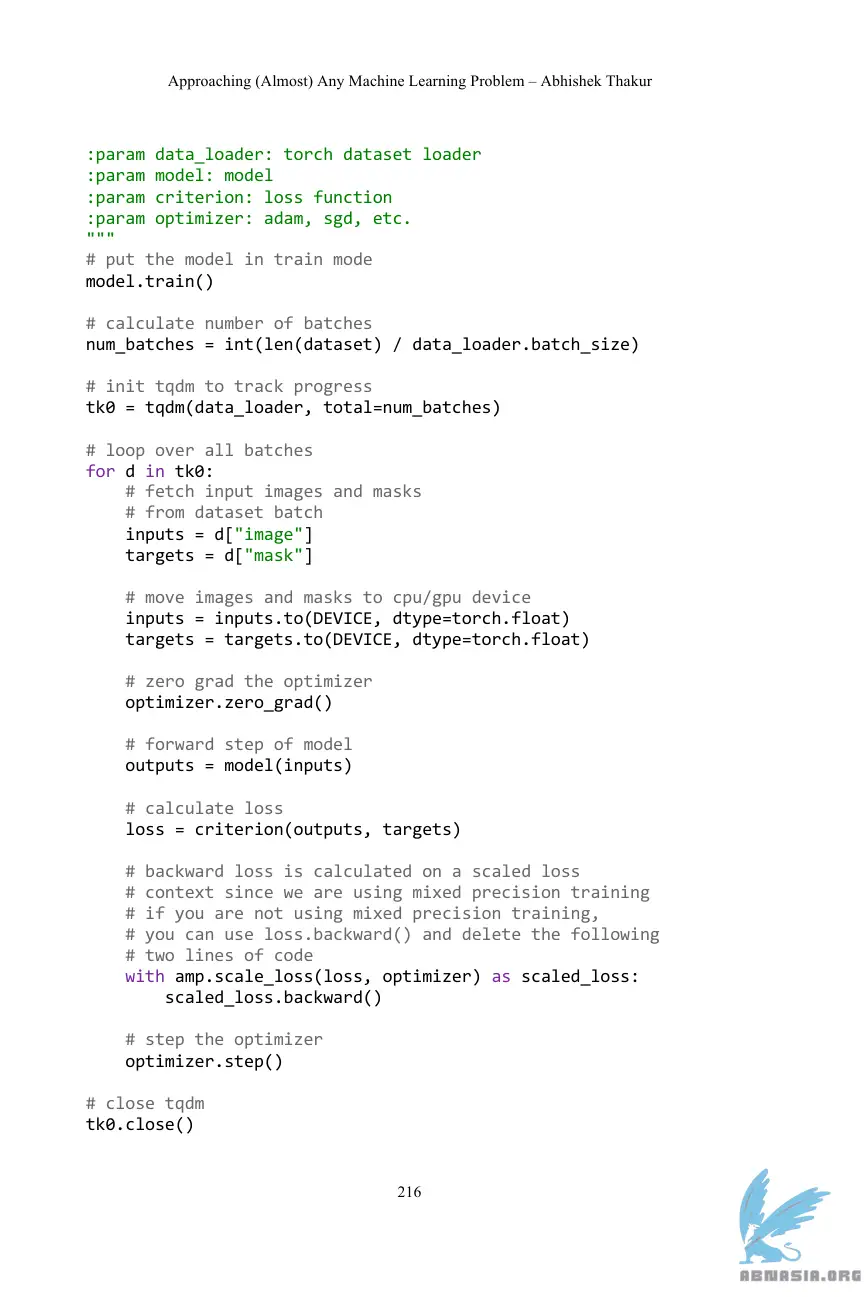 Approaching (Almost) Any Machine Learning Problem – Abhishek Thakur
:param data_loader: torch dataset loader
:param model: model
:param criterion: loss function
:param optimizer: adam, sgd, etc.
"""
# put the model in train mode
model.train()
# calculate number of batches
num_batches = int(len(dataset) / data_loader.batch_size)
# init tqdm to track progress
tk0 = tqdm(data_loader, total=num_batches)
# loop over all batches
for d in tk0:
    # fetch input images and masks
    # from dataset batch
    inputs = d["image"]
    targets = d["mask"]
    # move images and masks to cpu/gpu device
    inputs = inputs.to(DEVICE, dtype=torch.float)
    targets = targets.to(DEVICE, dtype=torch.float)
    # zero grad the optimizer
    optimizer.zero_grad()
    # forward step of model
    outputs = model(inputs)
    # calculate loss
    loss = criterion(outputs, targets)
    # backward loss is calculated on a scaled loss
    # context since we are using mixed precision training
    # if you are not using mixed precision training,
    # you can use loss.backward() and delete the following
    # two lines of code
    with amp.scale_loss(loss, optimizer) as scaled_loss:
        scaled_loss.backward()
    # step the optimizer
    optimizer.step()
# close tqdm
tk0.close()
216
ABNASIA.ORG